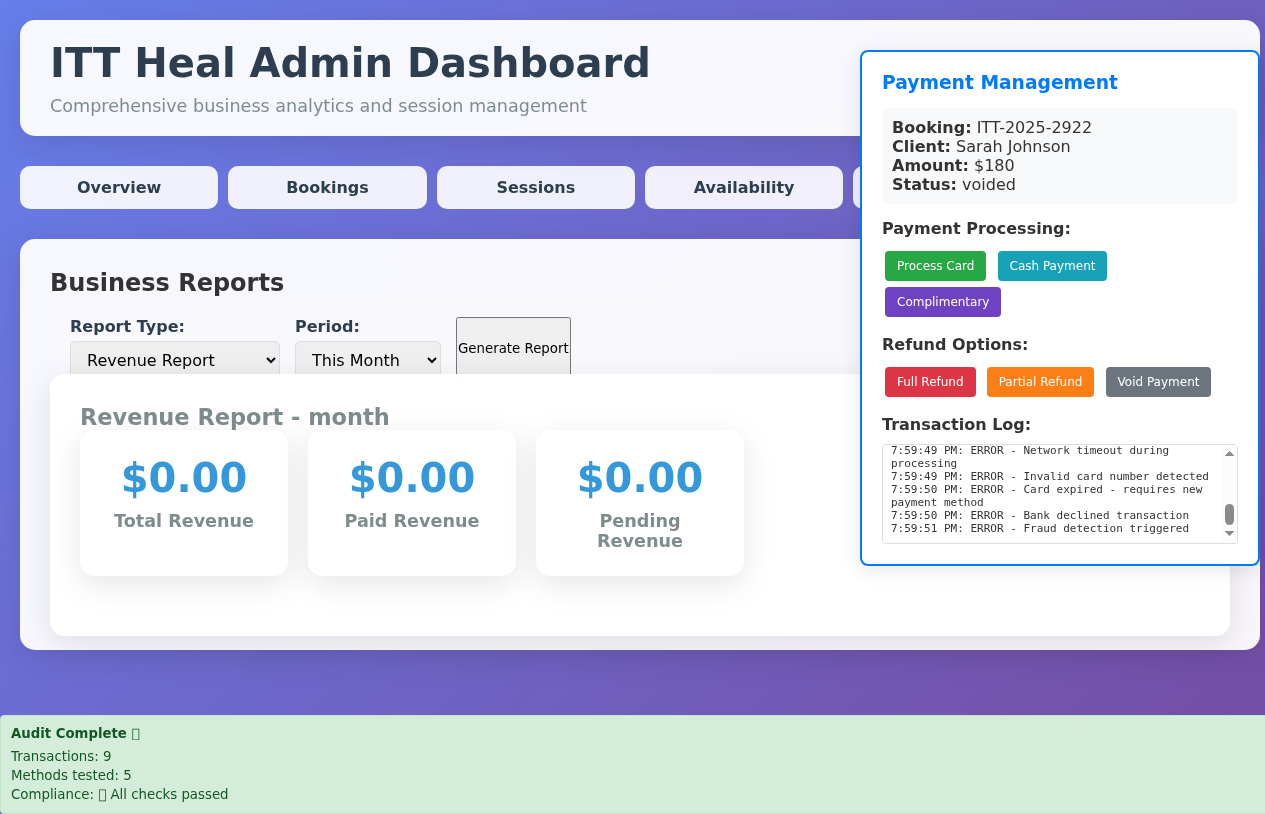 ITT Heal Admin Dashboard
Comprehensive business analytics and session management
Overview
Bookings
Sessions
Availability
Business Reports
Report Type:
Period:
Revenue Report
This Month
Generate Report
Revenue Report - month
$0.00
Total Revenue
$0.00
Paid Revenue
$0.00
Pending
Revenue
Payment Management
Booking: ITT-2025-2922
Client: Sarah Johnson
Amount: $180
Status: voided
Payment Processing:
Process Card
Cash Payment
Complimentary
Refund Options:
Full Refund
Partial Refund
Void Payment
Transaction Log:
7:59:49 PM: ERROR - Network timeout during
processing
7:59:49 PM: ERROR - Invalid card number detected
7:59:50 PM: ERROR - Card expired - requires new
payment method
7:59:50 PM: ERROR - Bank declined transaction
7:59:51 PM: ERROR - Fraud detection triggered
Audit Complete
Transactions: 9
Methods tested: 5
Compliance: All checks passed